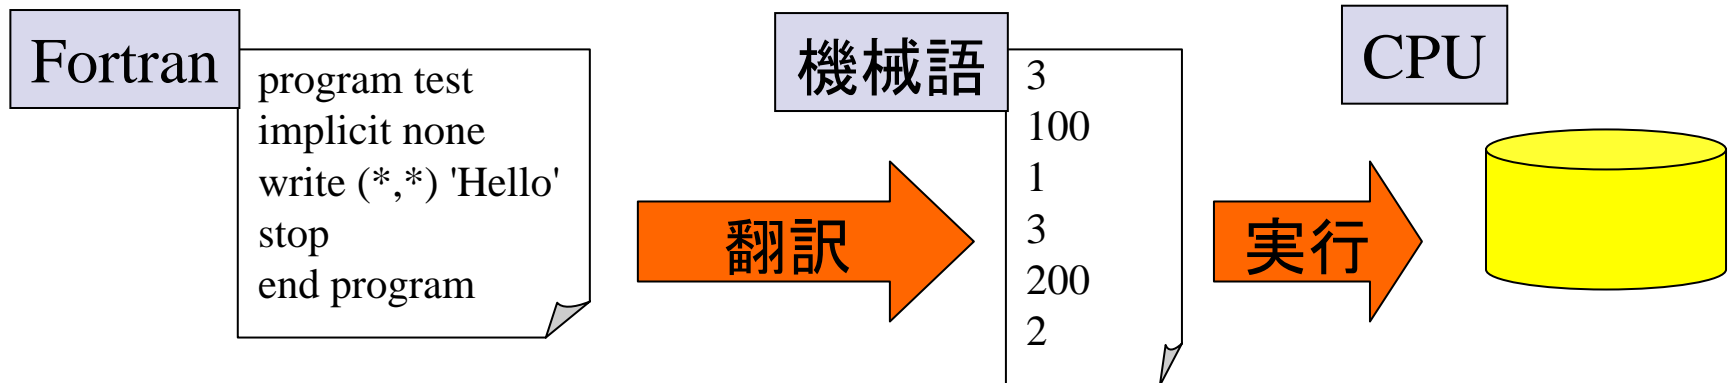 Fortran
program test
implicit none
write (*,*) 'Hello'
stop
end program
翻訳
機械語
3
100
1
3
200
2
実行
CPU